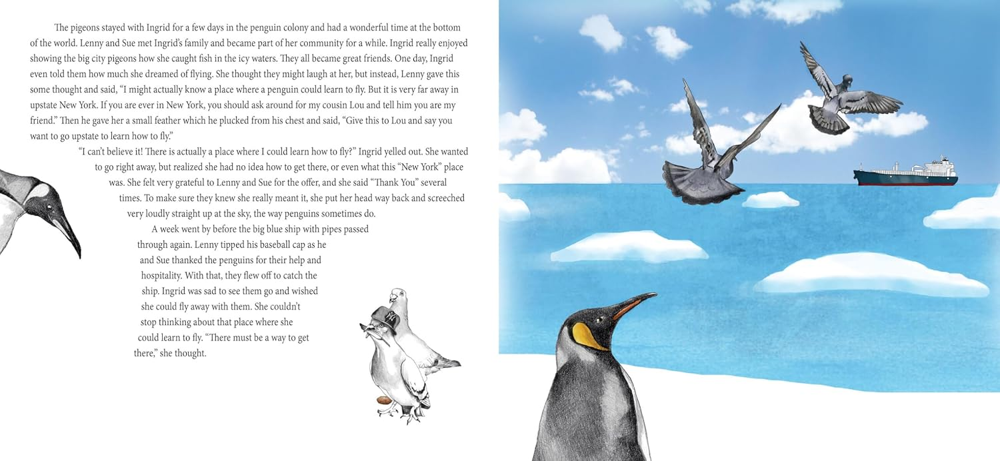 The pigeons stayed with Ingrid for a few days in the penguin colony and had a wonderful time at the bottom
of the world. Lenny and Sue met Ingrid’s family and became part of her community for a while. Ingrid really enjoyed
showing the big city pigeons how she caught fish in the icy waters. They all became great friends. One day, Ingrid
even told them how much she dreamed of flying. She thought they might laugh at her, but instead, Lenny gave this
some thought and said, “I might actually know a place where a penguin could learn to fly. But it is very far away in
upstate New York. If you are ever in New York, you should ask around for my cousin Lou and tell him you are my
friend.” Then he gave her a small feather which he plucked from his chest and said, “Give this to Lou and say you
want to go upstate to learn how to fly.”
“I can’t believe it! There is actually a place where I could learn how to fly?” Ingrid yelled out. She wanted
to go right away, but realized she had no idea how to get there, or even what this “New York” place
was. She felt very grateful to Lenny and Sue for the offer, and she said “Thank You” several
times. To make sure they knew she really meant it, she put her head way back and screeched
very loudly straight up at the sky, the way penguins sometimes do.
A week went by before the big blue ship with pipes passed
through again. Lenny tipped his baseball cap as he
and Sue thanked the penguins for their help and
hospitality. With that, they flew off to catch the
ship. Ingrid was sad to see them go and wished
she could fly away with them. She couldn’t
stop thinking about that place where she
could learn to fly. “There must be a way to get
there,” she thought.
NY